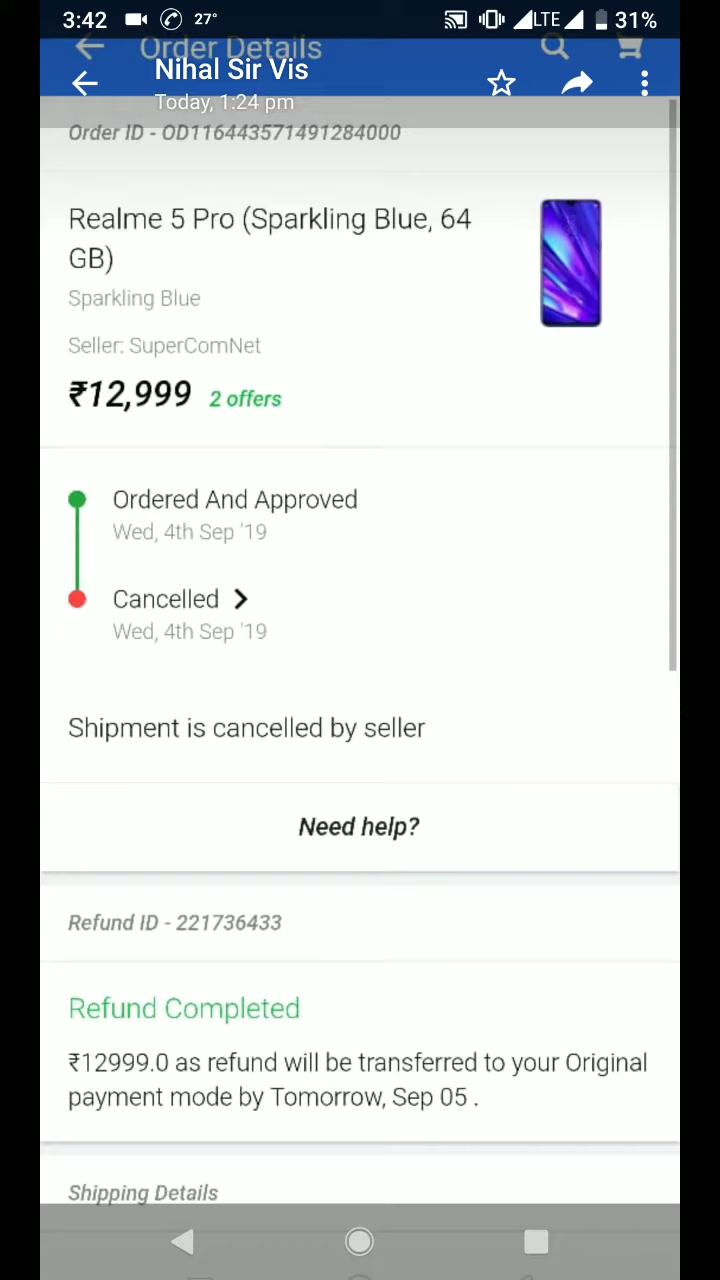 3:42 27° LTE 31%
Order Details
Nihal Sir Vis
Today, 1:24 pm
Order ID - OD116443571491284000
Realme 5 Pro (Sparkling Blue, 64
GB)
Sparkling Blue
Seller: SuperComNet
₹12,999 2 offers
Ordered And Approved
Wed, 4th Sep '19
Cancelled
Wed, 4th Sep '19
Shipment is cancelled by seller
Need help?
Refund ID - 221736433
Refund Completed
₹12999.0 as refund will be transferred to your Original
payment mode by Tomorrow, Sep 05 .
Shipping Details